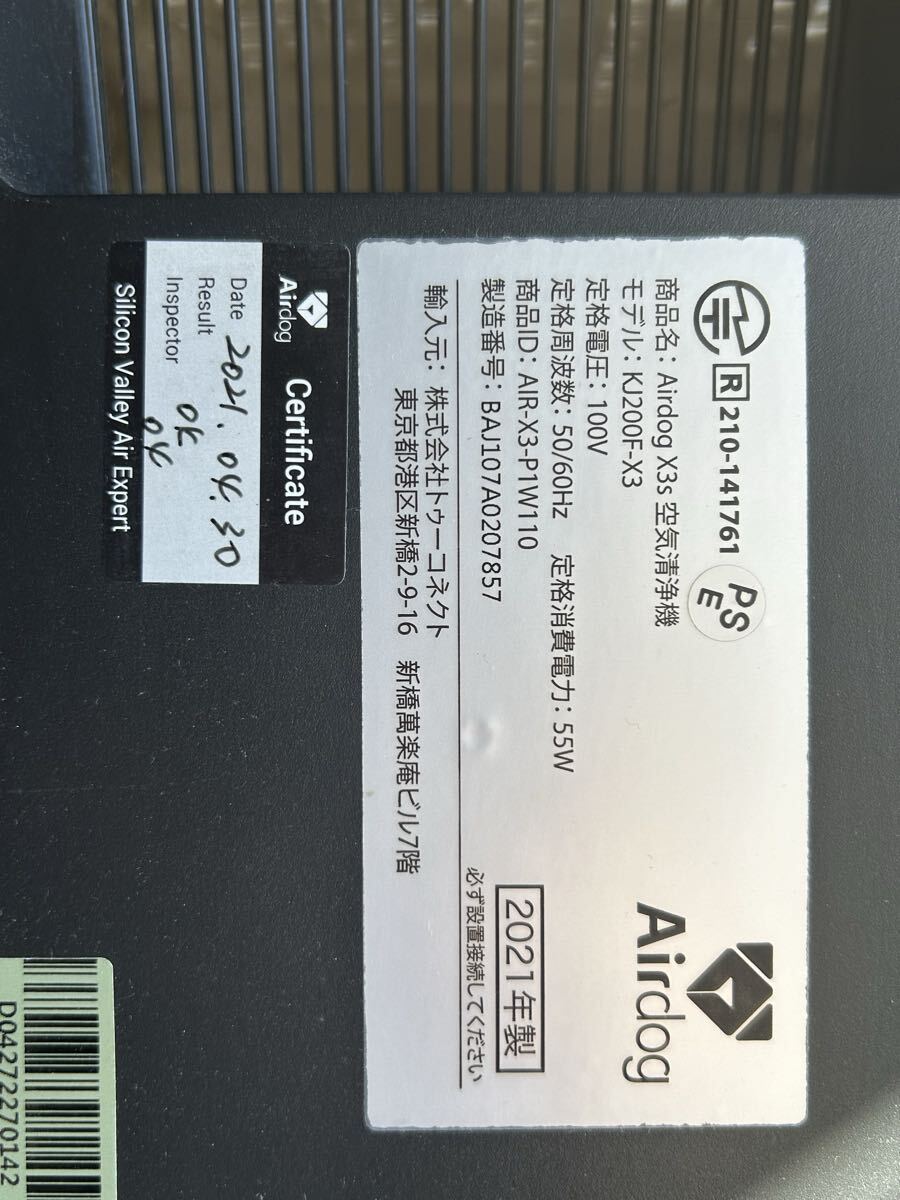 R 210-141761
PS
E
商品名：Airdog X3s 空気清浄機
モデル：KJ200F-X3
定格電圧：100V
定格周波数：50/60Hz 定格消費電力：55W
商品ID：AIR-X3-P1W110
製造番号：BAJ107A0207857
輸入元：株式会社トゥーコネクト
東京都港区新橋2-9-16 新橋萬楽庵ビル7階
Airdog
2021年製
必ず設置接続してください
Airdog
Certificate
Date 2021.04.30
Result OK
Inspector 04
Silicon Valley Air Expert
D04272270142